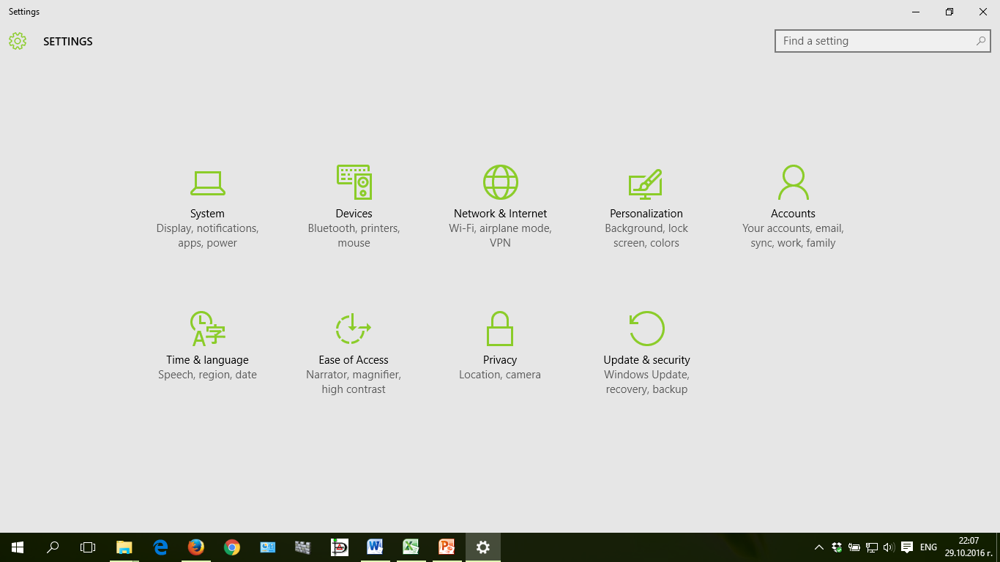 Settings
SETTINGS
Find a setting
System
Display, notifications,
apps, power
Devices
Bluetooth, printers,
mouse
Network & Internet
Wi-Fi, airplane mode,
VPN
Personalization
Background, lock
screen, colors
Accounts
Your accounts, email,
sync, work, family
Time & language
Speech, region, date
Ease of Access
Narrator, magnifier,
high contrast
Privacy
Location, camera
Update & security
Windows Update,
recovery, backup
ENG
22:07
29.10.2016 г.